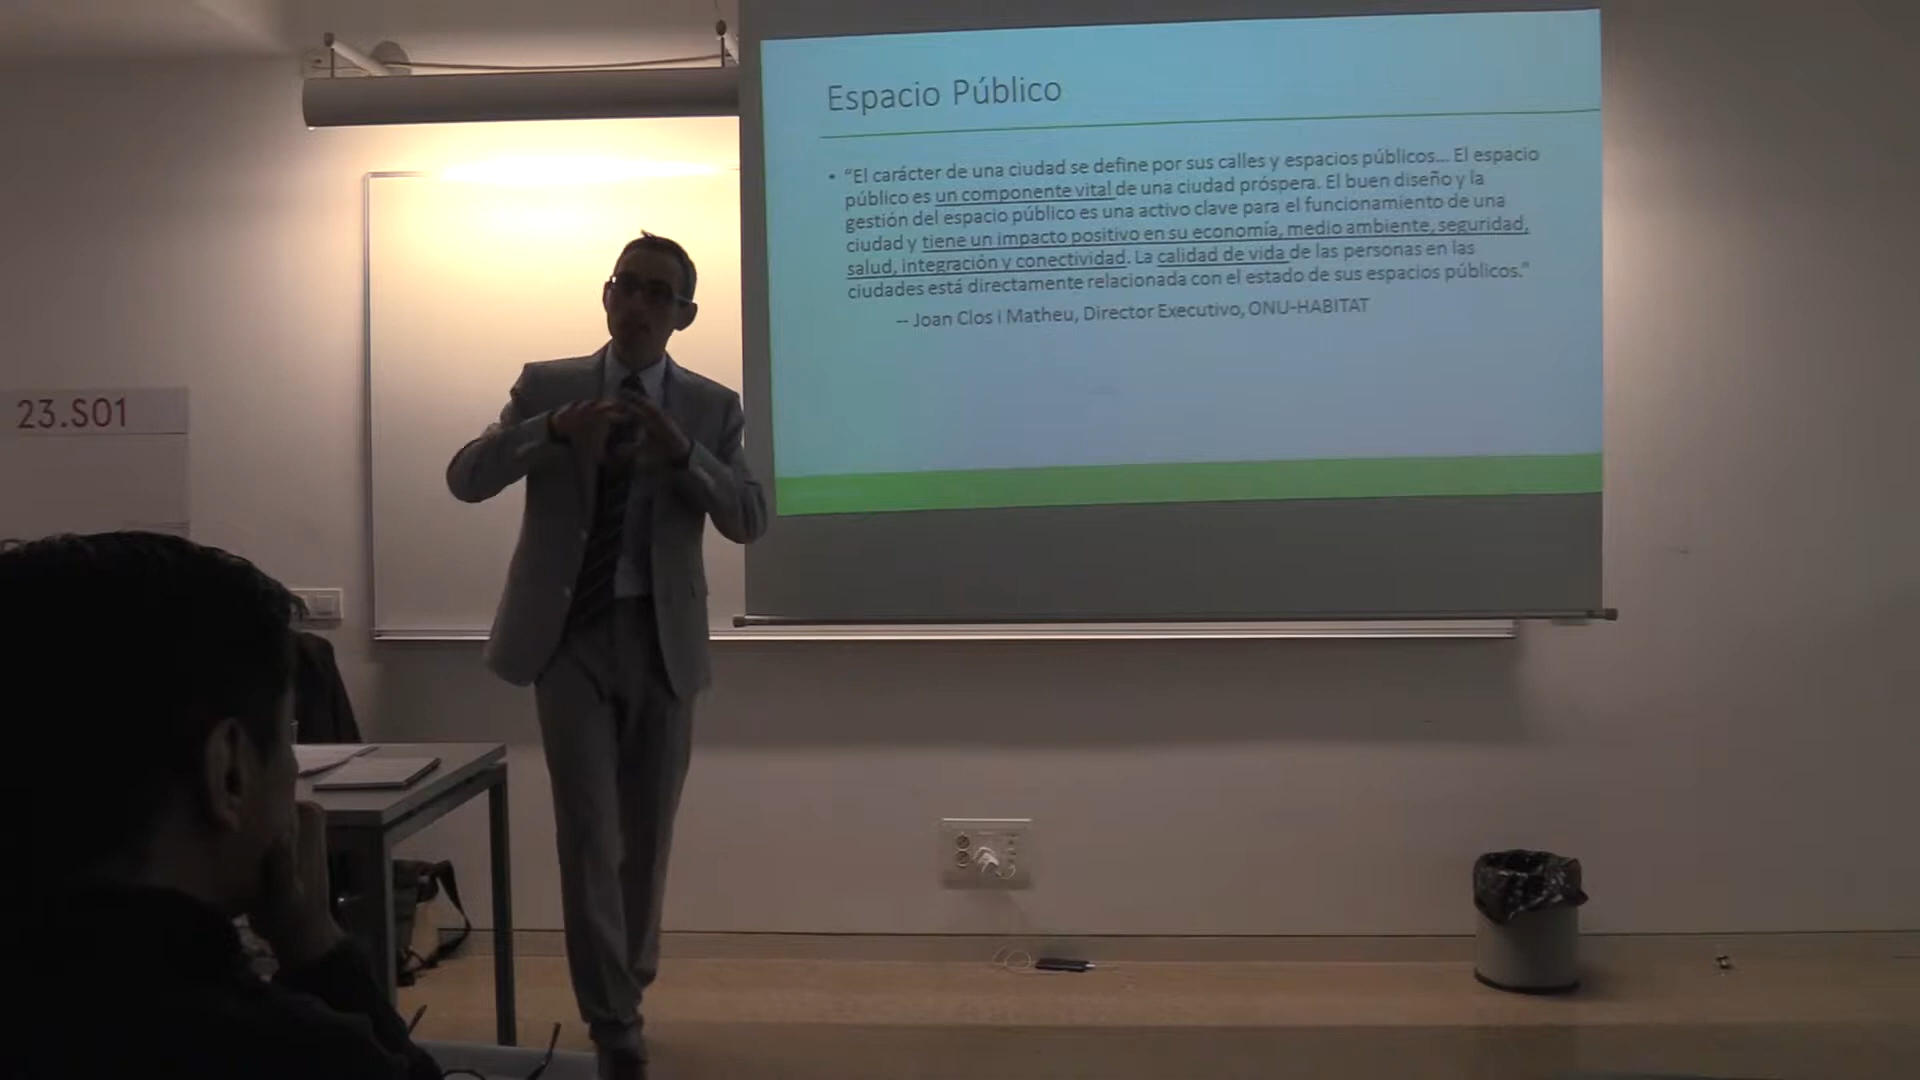 23.S01
Espacio Público
• “El carácter de una ciudad se define por sus calles y espacios públicos... El espacio
público es un componente vital de una ciudad próspera. El buen diseño y la
gestión del espacio público es una activo clave para el funcionamiento de una
ciudad y tiene un impacto positivo en su economía, medio ambiente, seguridad,
salud, integración y conectividad. La calidad de vida de las personas en las
ciudades está directamente relacionada con el estado de sus espacios públicos.”
-- Joan Clos i Matheu, Director Executivo, ONU-HABITAT